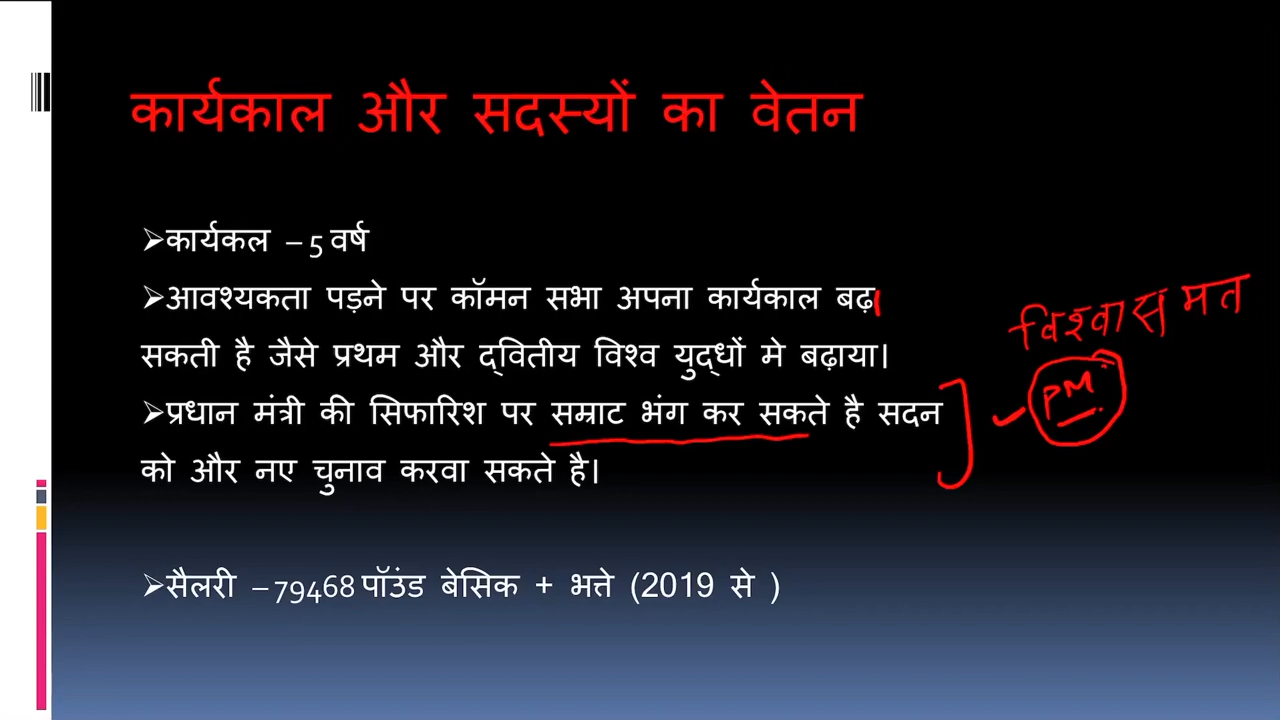 कार्यकाल और सदस्यों का वेतन
➢कार्यकल – 5 वर्ष
➢आवश्यकता पड़ने पर कॉमन सभा अपना कार्यकाल बढ़ा
सकती है जैसे प्रथम और द्वितीय विश्व युद्धों मे बढ़ाया।
विश्वास मत
PM
➢प्रधान मंत्री की सिफारिश पर सम्राट भंग कर सकते है सदन
को और नए चुनाव करवा सकते है।
➢सैलरी – 79468 पॉउंड बेसिक + भत्ते (2019 से )